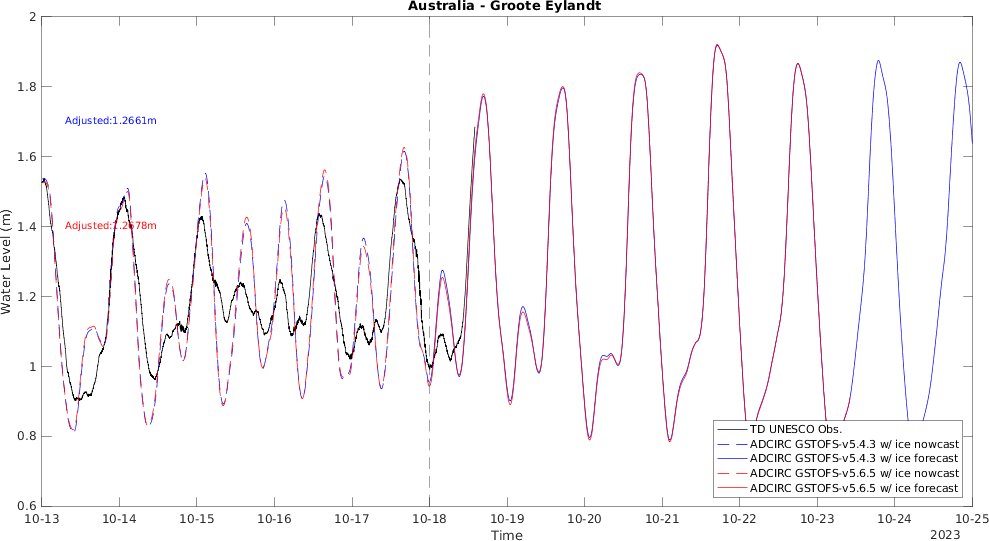 Australia - Groote Eylandt
2
1.8
1.6
1.4
1.2
1
0.8
0.6
Water Level (m)
Adjusted:1.2661m
Adjusted:1.2678m
TD UNESCO Obs.
ADCIRC GSTOFS-v5.4.3 w/ ice nowcast
ADCIRC GSTOFS-v5.4.3 w/ ice forecast
ADCIRC GSTOFS-v5.6.5 w/ ice nowcast
ADCIRC GSTOFS-v5.6.5 w/ ice forecast
10-13 10-14 10-15 10-16 10-17 10-18 10-19 10-20 10-21 10-22 10-23 10-24 10-25
Time
2023